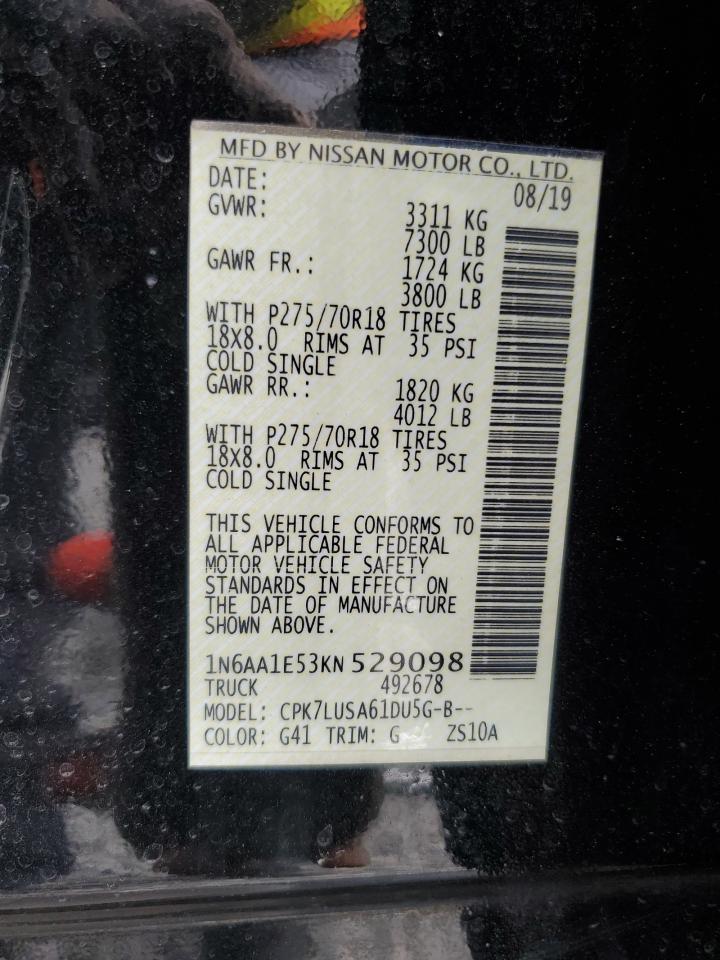 MFD BY NISSAN MOTOR CO., LTD.
DATE: 08/19
GVWR: 3311 KG
7300 LB
GAWR FR.: 1724 KG
3800 LB
WITH P275/70R18 TIRES
18X8.0 RIMS AT 35 PSI
COLD SINGLE
GAWR RR.: 1820 KG
4012 LB
WITH P275/70R18 TIRES
18X8.0 RIMS AT 35 PSI
COLD SINGLE
THIS VEHICLE CONFORMS TO
ALL APPLICABLE FEDERAL
MOTOR VEHICLE SAFETY
STANDARDS IN EFFECT ON
THE DATE OF MANUFACTURE
SHOWN ABOVE.
1N6AA1E53KN529098
TRUCK 492678
MODEL: CPK7LUSA61DU5G-B--
COLOR: G41 TRIM: G ZS10A